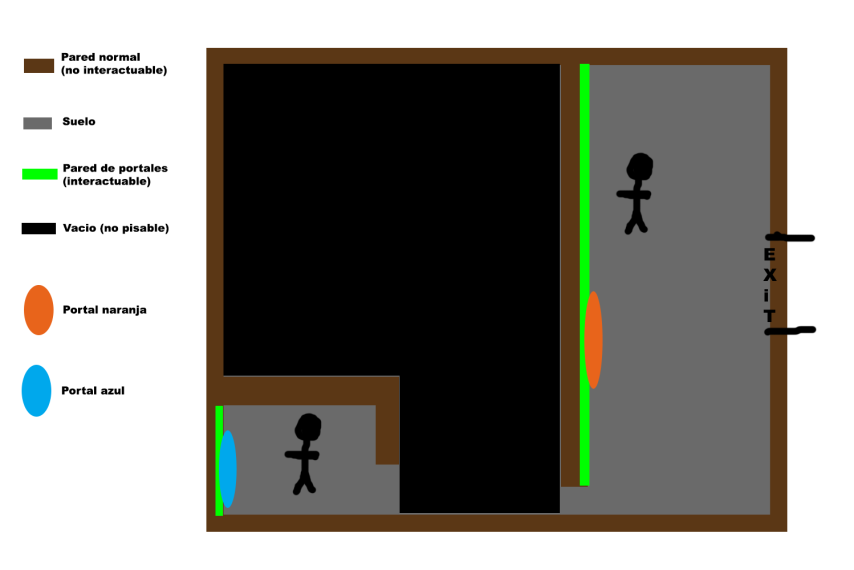 Pared normal
(no interactuable)
Suelo
Pared de portales
(interactuable)
Vacio (no pisable)
Portal naranja
Portal azul
EXiT